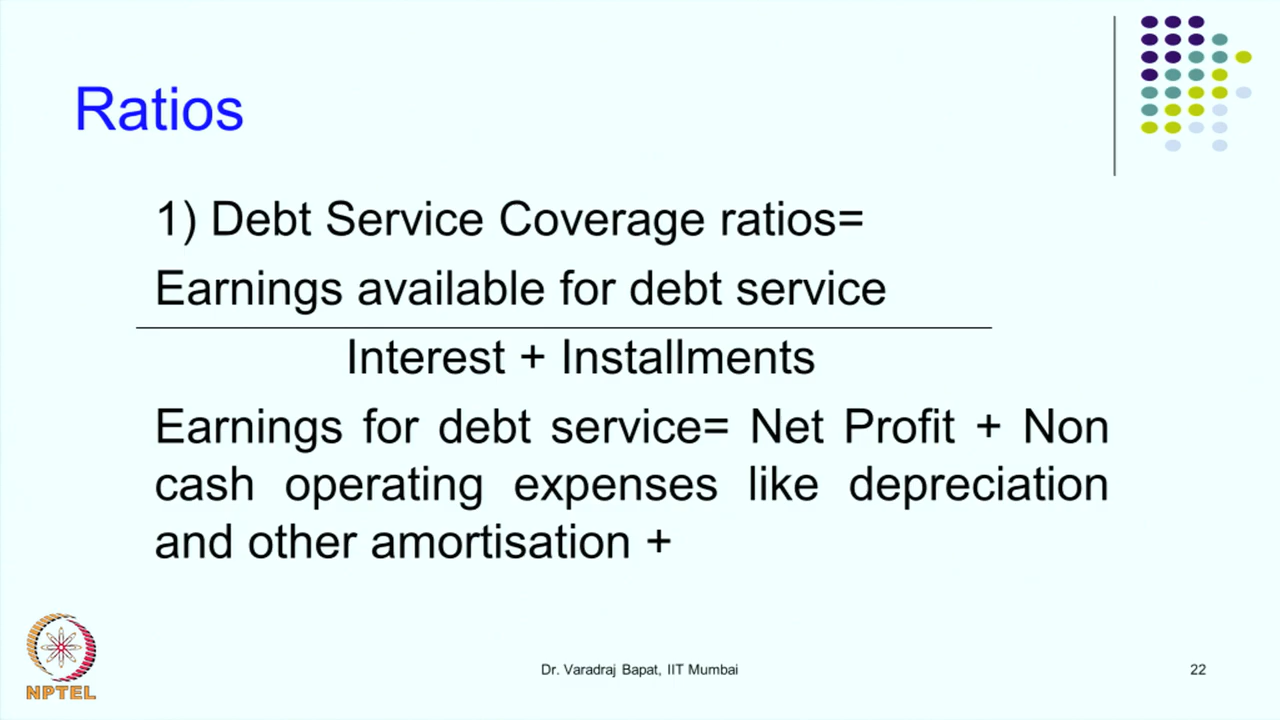 Ratios
1) Debt Service Coverage ratios=
Earnings available for debt service
Interest + Installments
Earnings for debt service= Net Profit + Non
cash operating expenses like depreciation
and other amortisation +
NPTEL
Dr. Varadraj Bapat, IIT Mumbai
22